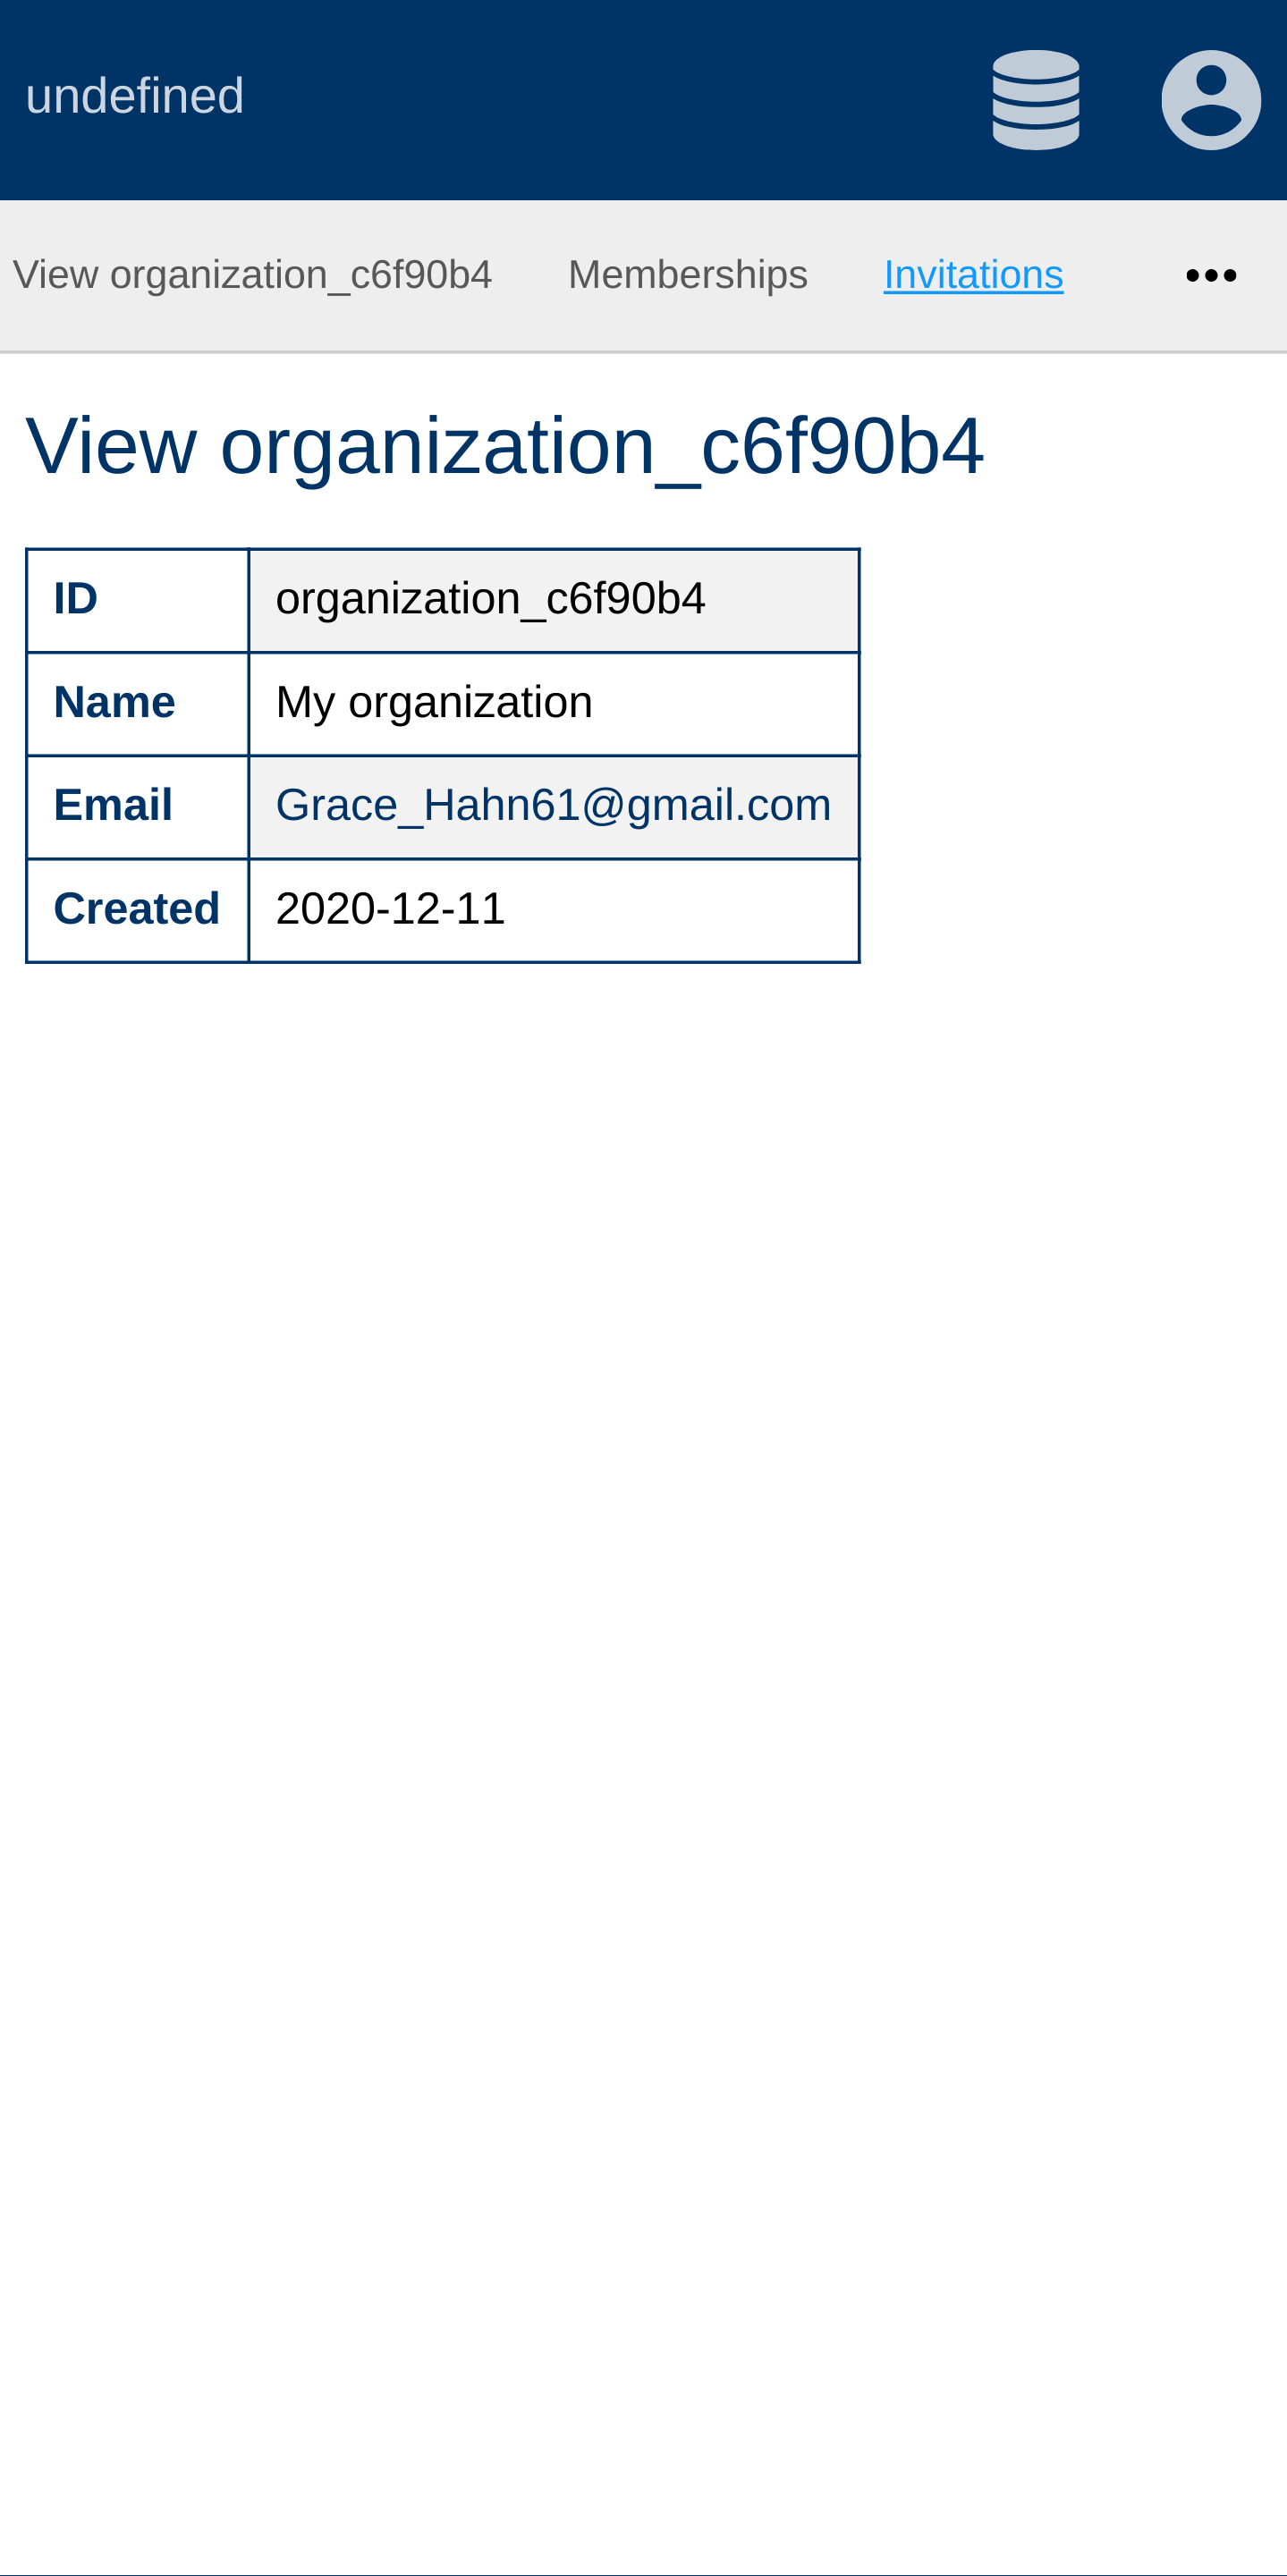 undefined
View organization_c6f90b4 Memberships Invitations •••
View organization_c6f90b4
ID organization_c6f90b4
Name My organization
Email Grace_Hahn61@gmail.com
Created 2020-12-11